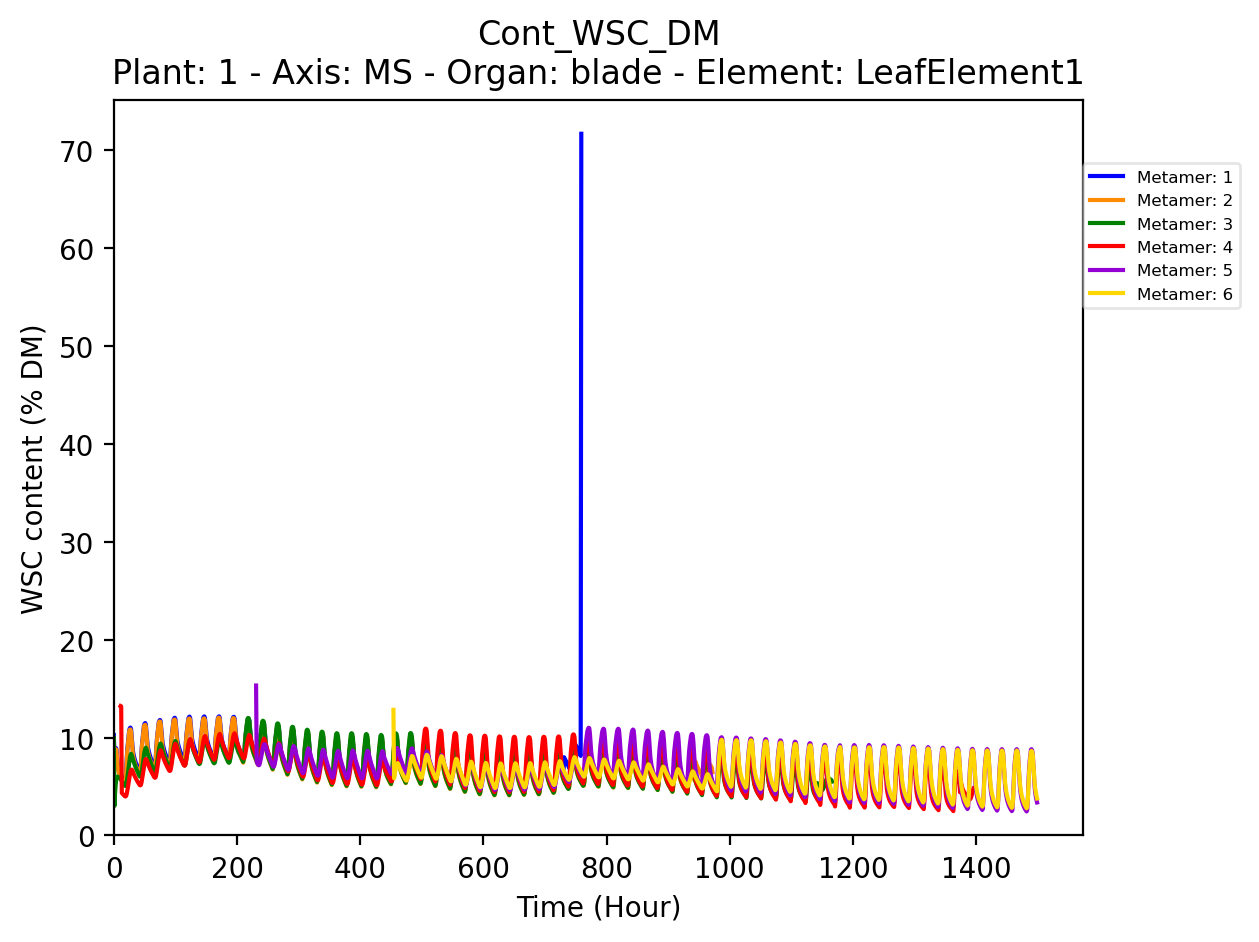 Cont_WSC_DM
Plant: 1 - Axis: MS - Organ: blade - Element: LeafElement1
70
60
50
40
30
20
10
0
WSC content (% DM)
0 200 400 600 800 1000 1200 1400
Time (Hour)
Metamer: 1
Metamer: 2
Metamer: 3
Metamer: 4
Metamer: 5
Metamer: 6